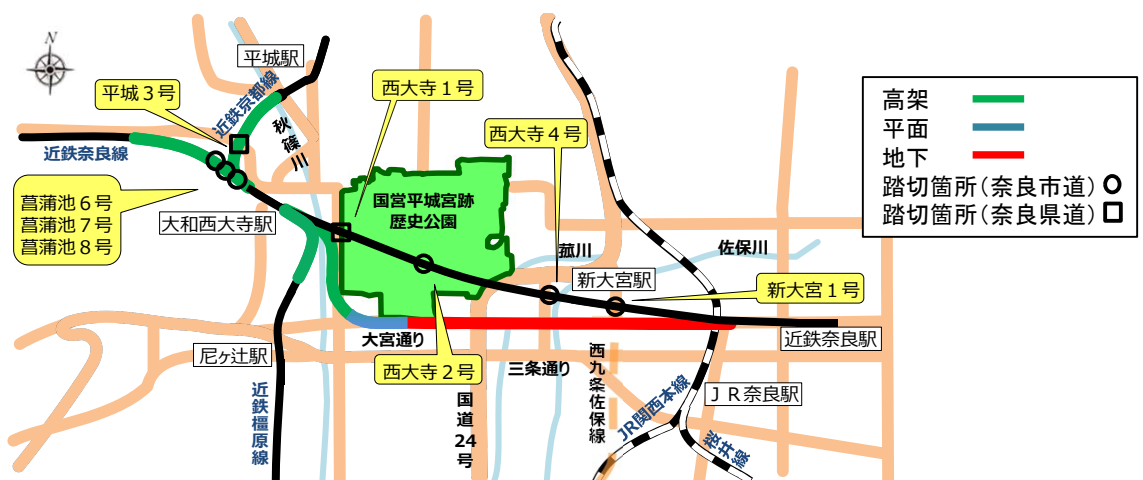 N
平城駅
平城3号
近鉄京都線
西大寺1号
秋篠川
西大寺4号
近鉄奈良線
菖蒲池6号
菖蒲池7号
菖蒲池8号
大和西大寺駅
国営平城宮跡
歴史公園
菰川
佐保川
新大宮駅
新大宮1号
大宮通り
近鉄奈良駅
尼ヶ辻駅
西大寺2号
三条通り
西九条佐保線
JR奈良駅
近鉄橿原線
国道24号
JR関西本線
桜井線
高架
平面
地下
踏切箇所(奈良市道)
踏切箇所(奈良県道)